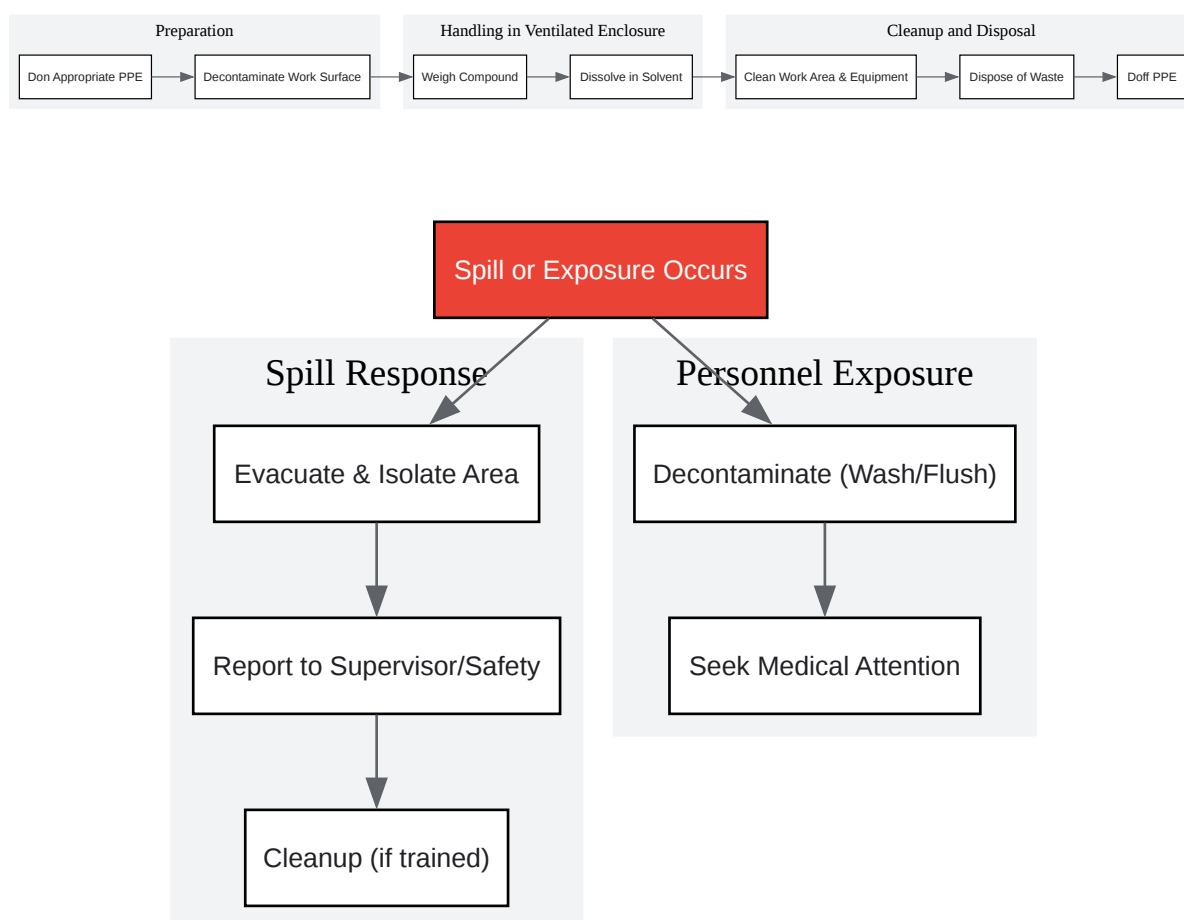 Preparation
Handling in Ventilated Enclosure
Cleanup and Disposal
Don Appropriate PPE
Decontaminate Work Surface
Weigh Compound
Dissolve in Solvent
Clean Work Area & Equipment
Dispose of Waste
Doff PPE
Spill or Exposure Occurs
Spill Response
Personnel Exposure
Evacuate & Isolate Area
Decontaminate (Wash/Flush)
Report to Supervisor/Safety
Seek Medical Attention
Cleanup (if trained)